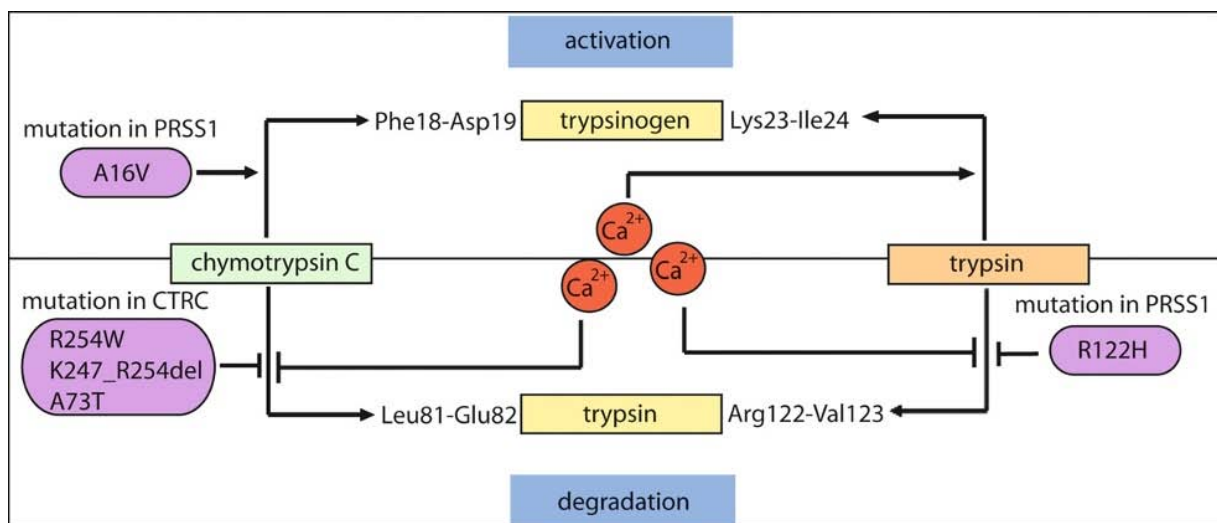 activation
mutation in PRSS1
A16V
Phe18-Asp19
trypsinogen
Lys23-Ile24
Ca2+
Ca2+
Ca2+
chymotrypsin C
trypsin
mutation in CTRC
R254W
K247_R254del
A73T
mutation in PRSS1
R122H
Leu81-Glu82
trypsin
Arg122-Val123
degradation